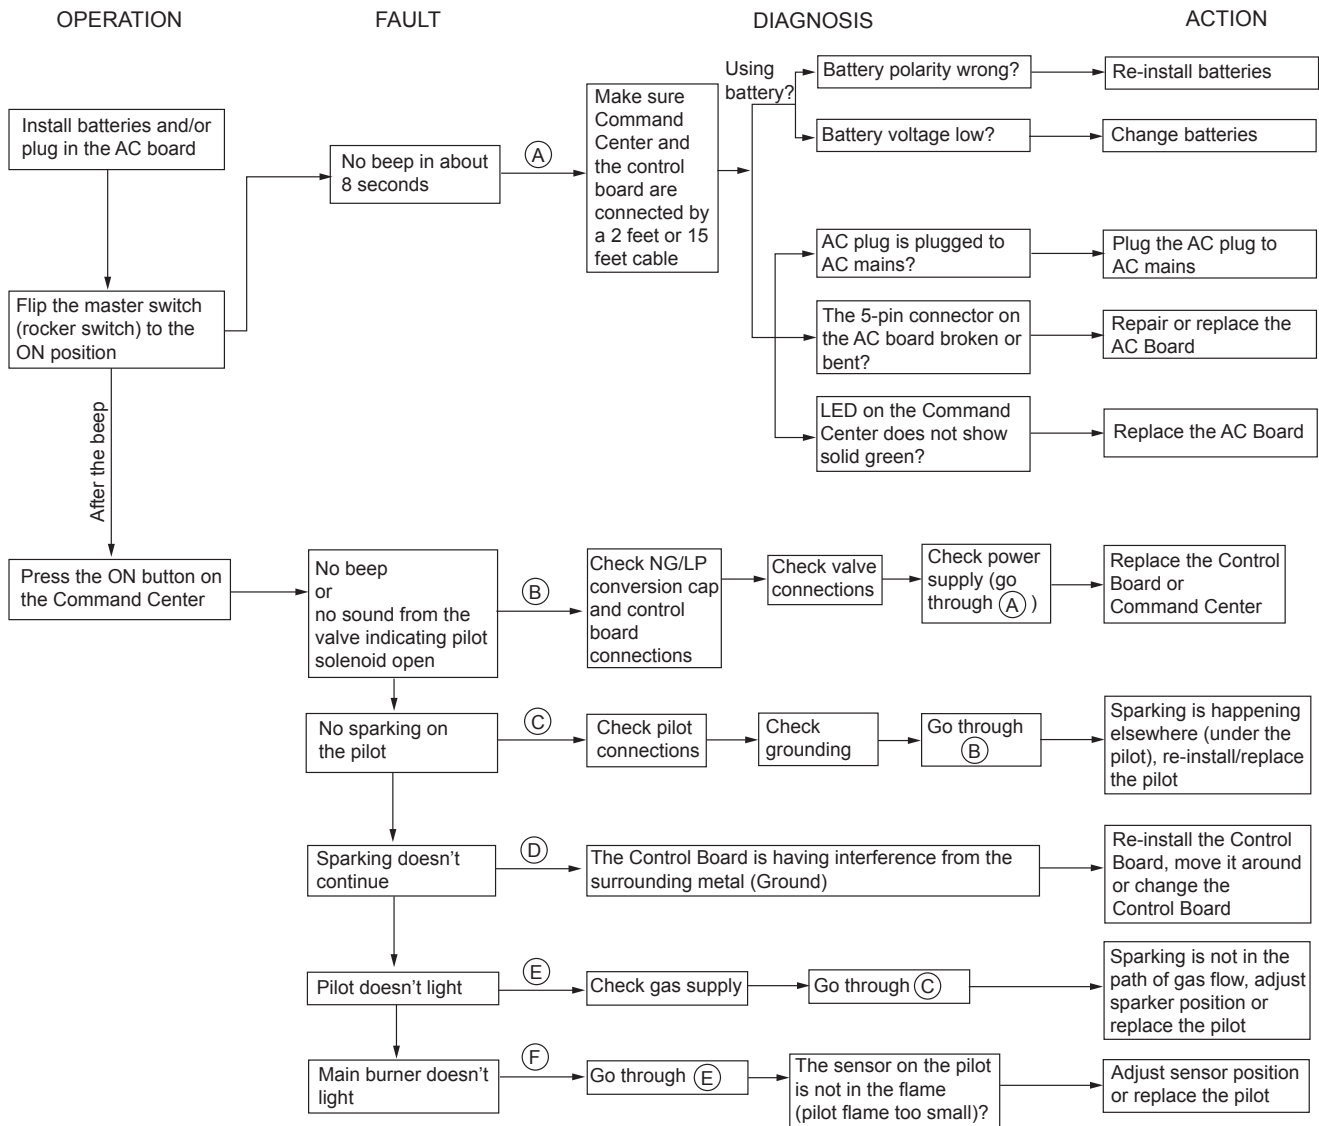 OPERATION
FAULT
DIAGNOSIS
ACTION
Install batteries and/or
plug in the AC board
Flip the master switch
(rocker switch) to the
ON position
After the beep
Press the ON button on
the Command Center
No beep in about
8 seconds
A
Make sure
Command
Center and
the control
board are
connected by
a 2 feet or 15
feet cable
Using
battery?
Battery polarity wrong?
Re-install batteries
Battery voltage low?
Change batteries
AC plug is plugged to
AC mains?
Plug the AC plug to
AC mains
The 5-pin connector on
the AC board broken or
bent?
Repair or replace the
AC Board
LED on the Command
Center does not show
solid green?
Replace the AC Board
No beep
or
no sound from the
valve indicating pilot
solenoid open
B
Check NG/LP
conversion cap
and control
board
connections
Check valve
connections
Check power
supply (go
through A )
Replace the Control
Board or
Command Center
No sparking on
the pilot
C
Check pilot
connections
Check
grounding
Go through
B
Sparking is happening
elsewhere (under the
pilot), re-install/replace
the pilot
Sparking doesn't
continue
D
The Control Board is having interference from the
surrounding metal (Ground)
Re-install the Control
Board, move it around
or change the
Control Board
Pilot doesn't light
E
Check gas supply
Go through C
Sparking is not in the
path of gas flow, adjust
sparker position or
replace the pilot
Main burner doesn't
light
F
Go through E
The sensor on the pilot
is not in the flame
(pilot flame too small)?
Adjust sensor position
or replace the pilot